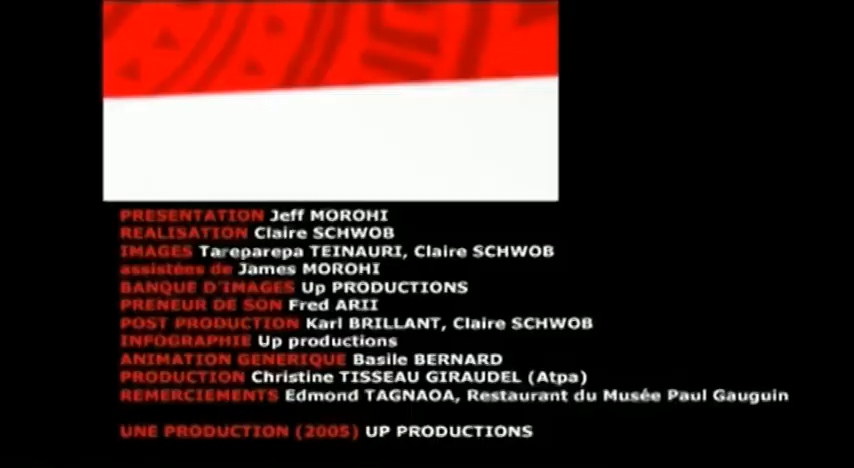 PRESENTATION Jeff MOROHI
REALISATION Claire SCHWOB
IMAGES Tareparepa TEINAURI, Claire SCHWOB
assistées de James MOROHI
BANQUE D'IMAGES Up PRODUCTIONS
PRENEUR DE SON Fred ARII
POST PRODUCTION Karl BRILLANT, Claire SCHWOB
INFOGRAPHIE Up productions
ANIMATION GENERIQUE Basile BERNARD
PRODUCTION Christine TISSEAU GIRAUDEL (Atpa)
REMERCIEMENTS Edmond TAGNAOA, Restaurant du Musée Paul Gauguin
UNE PRODUCTION (2005) UP PRODUCTIONS